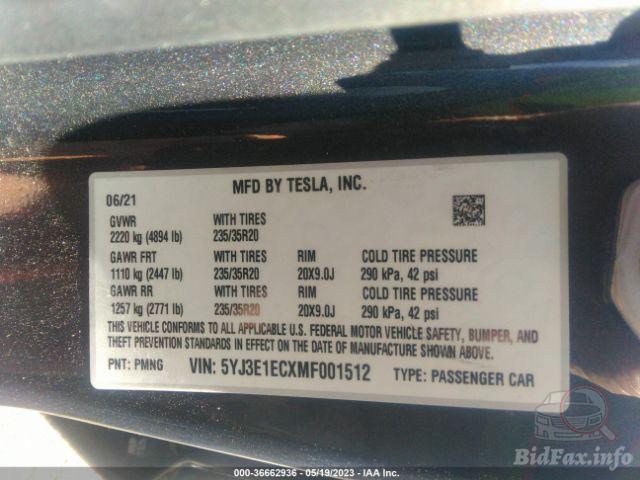 MFD BY TESLA, INC.
06/21
GVWR WITH TIRES
2220 kg (4894 lb) 235/35R20
GAWR FRT WITH TIRES RIM COLD TIRE PRESSURE
1110 kg (2447 lb) 235/35R20 20X9.0J 290 kPa, 42 psi
GAWR RR WITH TIRES RIM COLD TIRE PRESSURE
1257 kg (2771 lb) 235/35R20 20X9.0J 290 kPa, 42 psi
THIS VEHICLE CONFORMS TO ALL APPLICABLE U.S. FEDERAL MOTOR VEHICLE SAFETY, BUMPER, AND
THEFT PREVENTION STANDARDS IN EFFECT ON THE DATE OF MANUFACTURE SHOWN ABOVE.
PNT: PMNG VIN: 5YJ3E1ECXMF001512 TYPE: PASSENGER CAR
BidFax.info
000-36662936 - 05/19/2023 - IAA Inc.